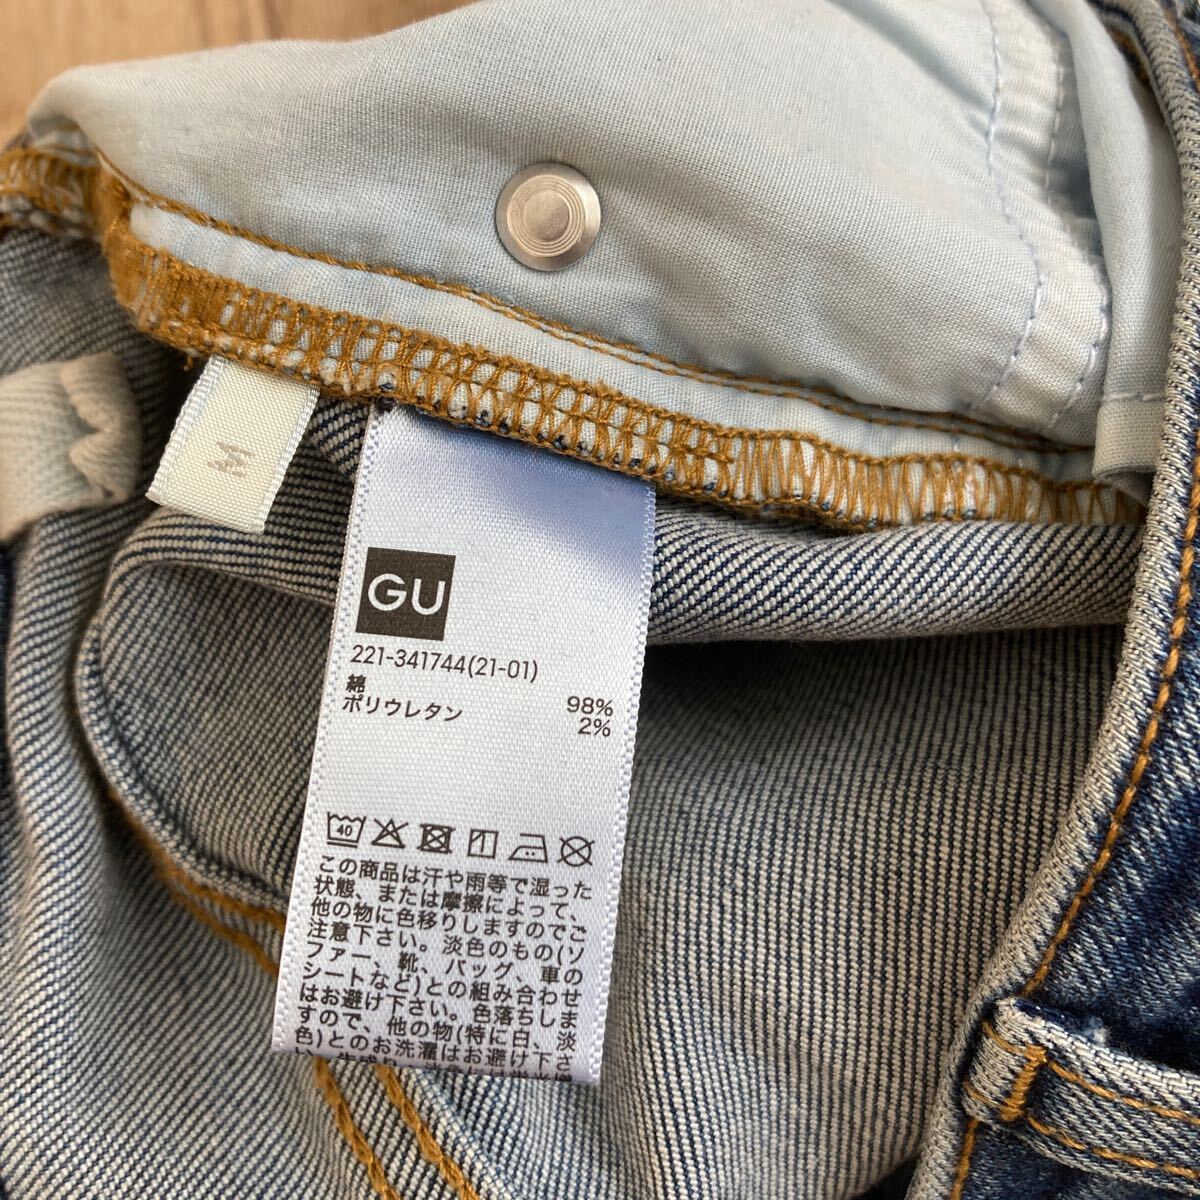 M
GU
221-341744(21-01)
綿 98%
ポリウレタン 2%
40
この商品は汗や雨等で湿った
状態、または摩擦によって、
他の物に色移りしますのでご
注意下さい。淡色のもの(ソ
ファー、靴、バッグ、車の
シートなど)との組み合わせ
はお避け下さい。色落ちしま
すので、他の物(特に白、淡
色)とのお洗濯はお避け下さ